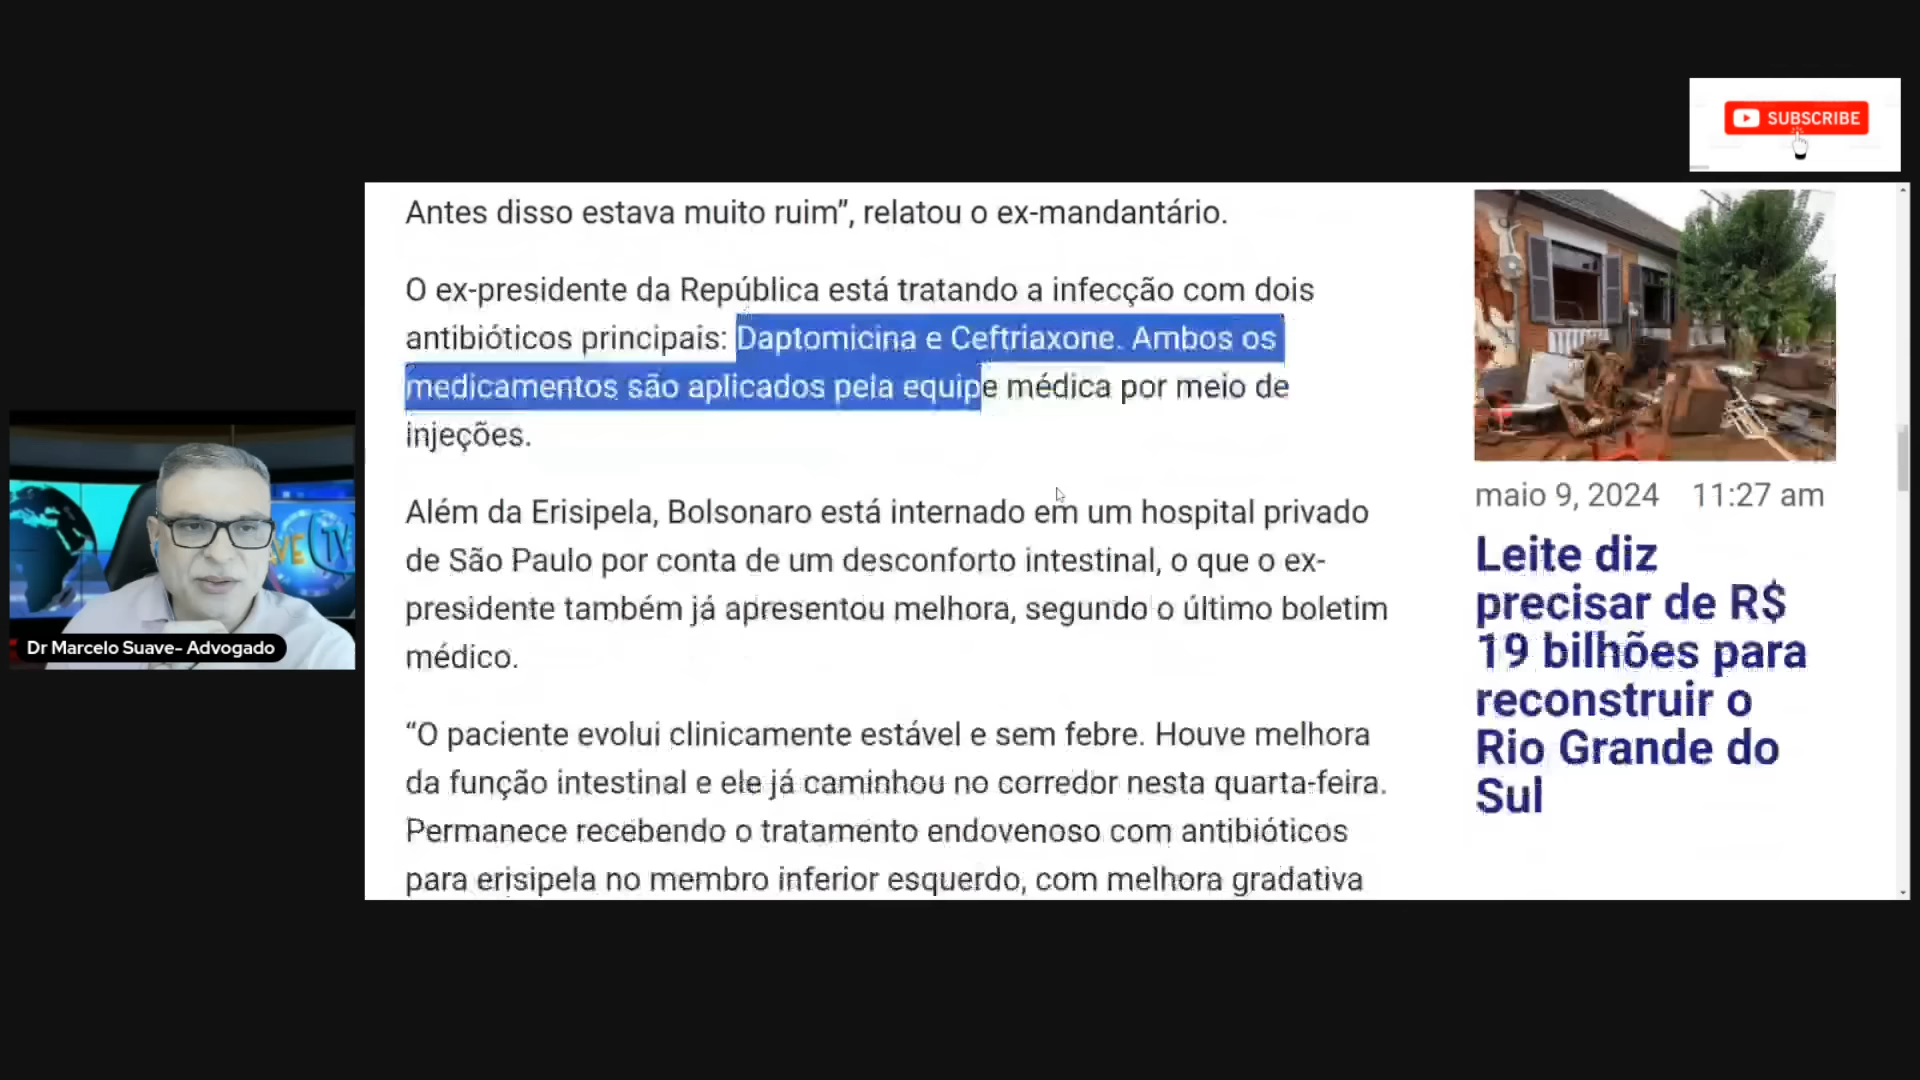 SUBSCRIBE
Antes disso estava muito ruim”, relatou o ex-mandantário.
O ex-presidente da República está tratando a infecção com dois
antibióticos principais: Daptomicina e Ceftriaxone. Ambos os
medicamentos são aplicados pela equipe médica por meio de
injeções.
Além da Erisipela, Bolsonaro está internado em um hospital privado
de São Paulo por conta de um desconforto intestinal, o que o ex-
presidente também já apresentou melhora, segundo o último boletim
médico.
“O paciente evolui clinicamente estável e sem febre. Houve melhora
da função intestinal e ele já caminhou no corredor nesta quarta-feira.
Permanece recebendo o tratamento endovenoso com antibióticos
para erisipela no membro inferior esquerdo, com melhora gradativa
maio 9, 2024 11:27 am
Leite diz
precisar de R$
19 bilhões para
reconstruir o
Rio Grande do
Sul
TV
Dr Marcelo Suave- Advogado